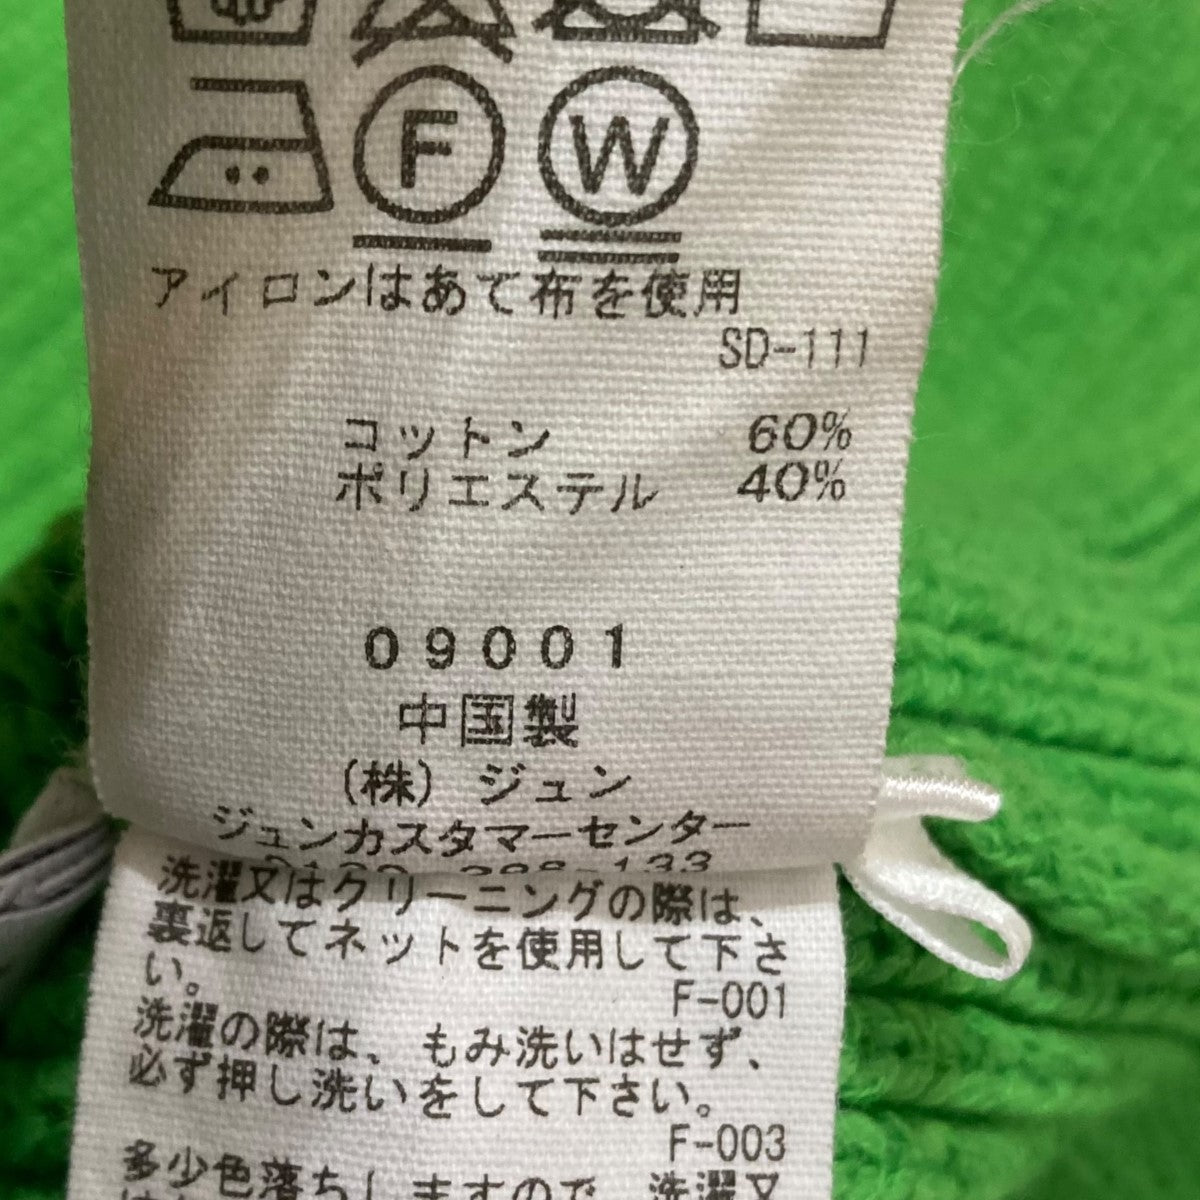 F W
アイロンはあて布を使用
SD-111
コットン 60%
ポリエステル 40%
09001
中国製
(株) ジュン
ジュンカスタマーセンター
洗濯又はクリーニングの際は、
裏返してネットを使用して下さ
い。
F-001
洗濯の際は、もみ洗いはせず、
必ず押し洗いをして下さい。
F-003
多少色落ちしますので、洗濯又